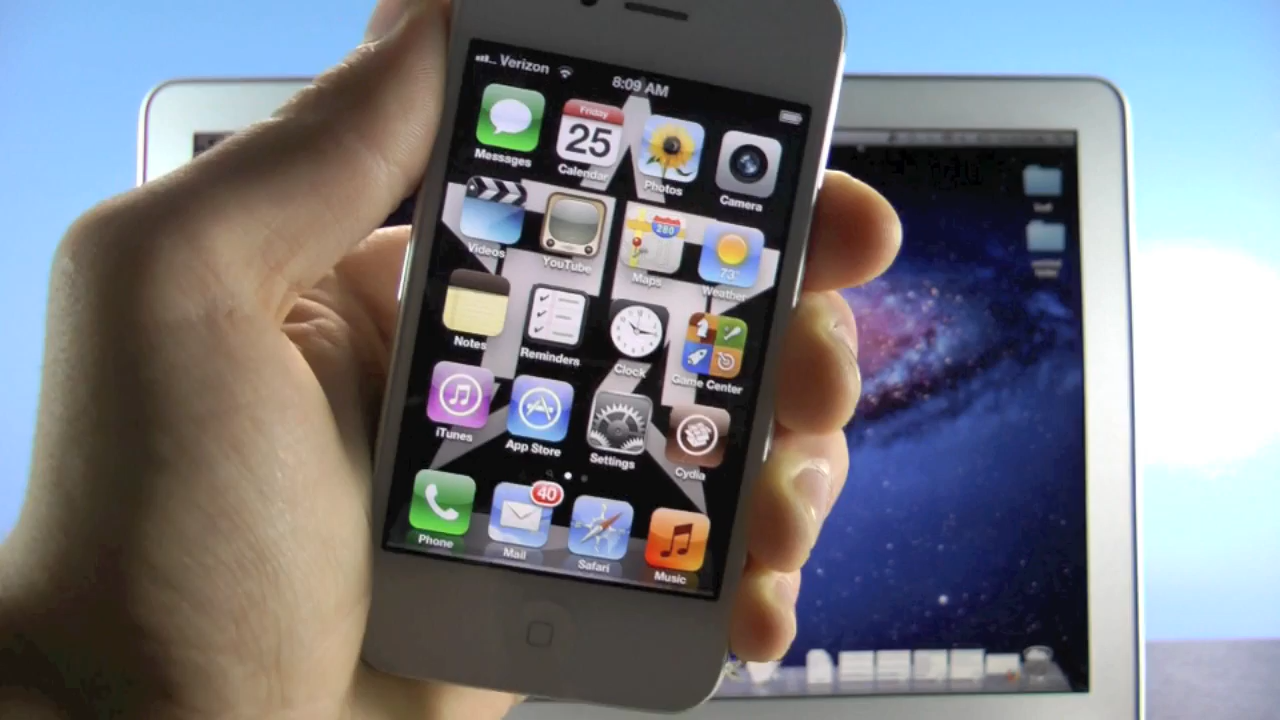 Verizon 8:09 AM
Messages Friday 25 Calendar Photos Camera
Videos YouTube 280 Maps 73° Weather
Notes Reminders Clock Game Center
iTunes App Store Settings Cydia
Phone 40 Mail Safari Music